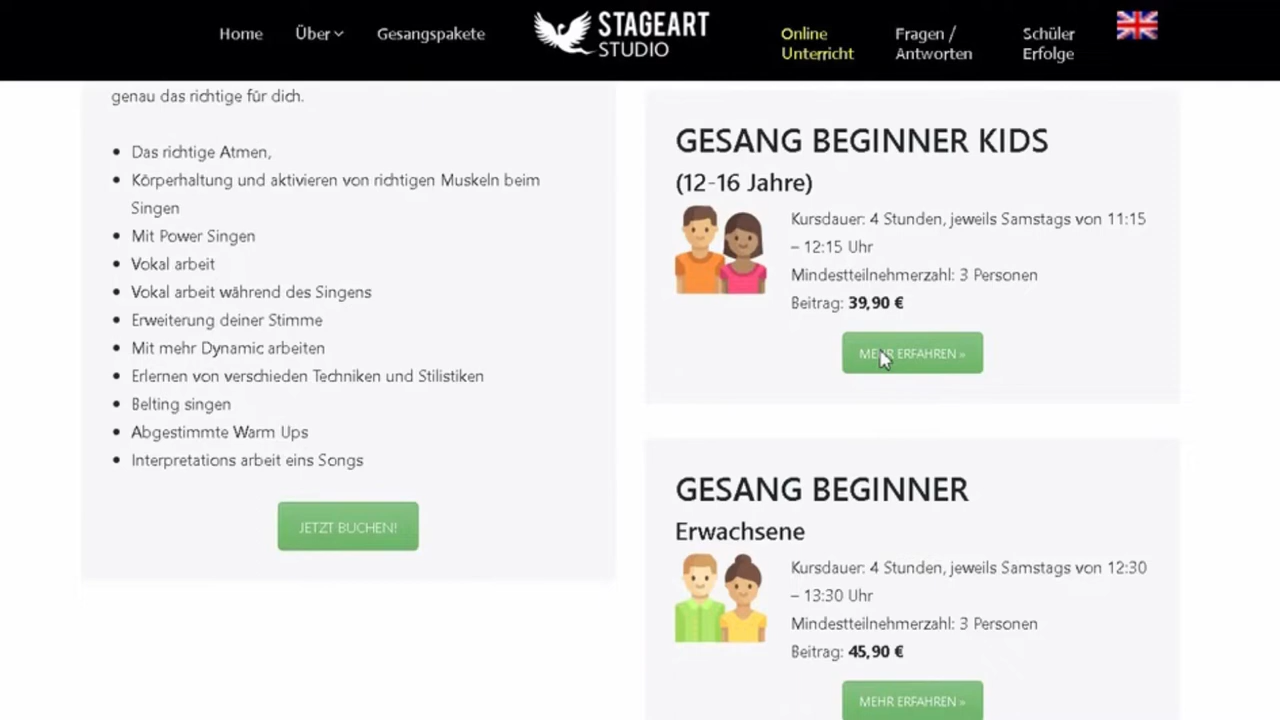 Home
Über
Gesangspakete
STAGEART
STUDIO
Online
Unterricht
Fragen /
Antworten
Schüler
Erfolge
genau das richtige für dich.
Das richtige Atmen,
Körperhaltung und aktivieren von richtigen Muskeln beim
Singen
Mit Power Singen
Vokal arbeit
Vokal arbeit während des Singens
Erweiterung deiner Stimme
Mit mehr Dynamic arbeiten
Erlernen von verschieden Techniken und Stilistiken
Belting singen
Abgestimmte Warm Ups
Interpretations arbeit eins Songs
JETZT BUCHEN!
GESANG BEGINNER KIDS
(12-16 Jahre)
Kursdauer: 4 Stunden, jeweils Samstags von 11:15
– 12:15 Uhr
Mindestteilnehmerzahl: 3 Personen
Beitrag: 39,90 €
MEHR ERFAHREN »
GESANG BEGINNER
Erwachsene
Kursdauer: 4 Stunden, jeweils Samstags von 12:30
– 13:30 Uhr
Mindestteilnehmerzahl: 3 Personen
Beitrag: 45,90 €
MEHR ERFAHREN »